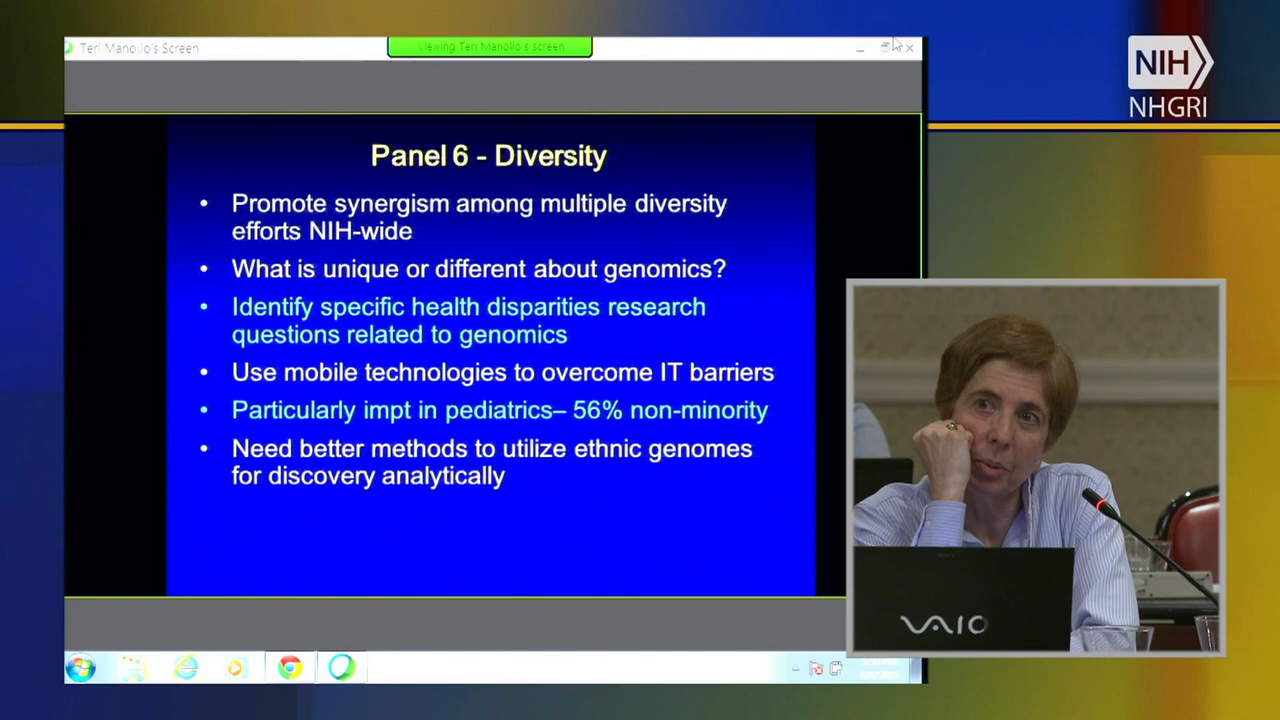 Teri Manolio's Screen
Viewing Teri Manolio's screen
NIH
NHGRI
Panel 6 - Diversity
• Promote synergism among multiple diversity
efforts NIH-wide
• What is unique or different about genomics?
• Identify specific health disparities research
questions related to genomics
• Use mobile technologies to overcome IT barriers
• Particularly impt in pediatrics– 56% non-minority
• Need better methods to utilize ethnic genomes
for discovery analytically
VAIO